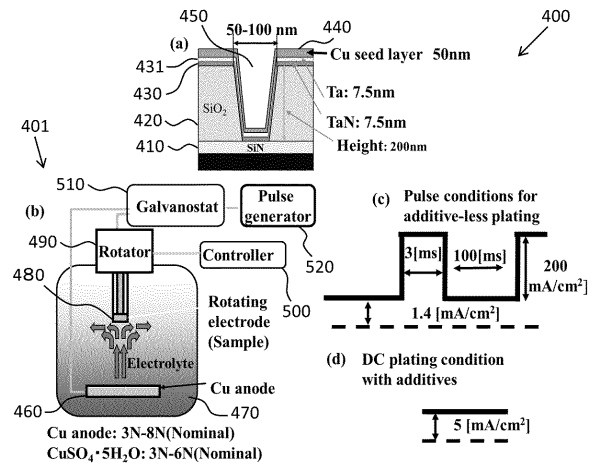 400
450
50-100 nm
440
(a)
Cu seed layer 50nm
431
430
Ta: 7.5nm
SiO2
TaN: 7.5nm
420
SiN
Height: 200nm
410
401
510
(b)
Galvanostat
Pulse generator
520
490
Rotator
Controller
500
480
Rotating electrode (Sample)
Electrolyte
Cu anode
460
470
Cu anode: 3N-8N(Nominal)
CuSO4・5H2O: 3N-6N(Nominal)
(c)
Pulse conditions for additive-less plating
3[ms]
100[ms]
200 mA/cm²]
1.4 [mA/cm²]
(d)
DC plating condition with additives
5 [mA/cm²]